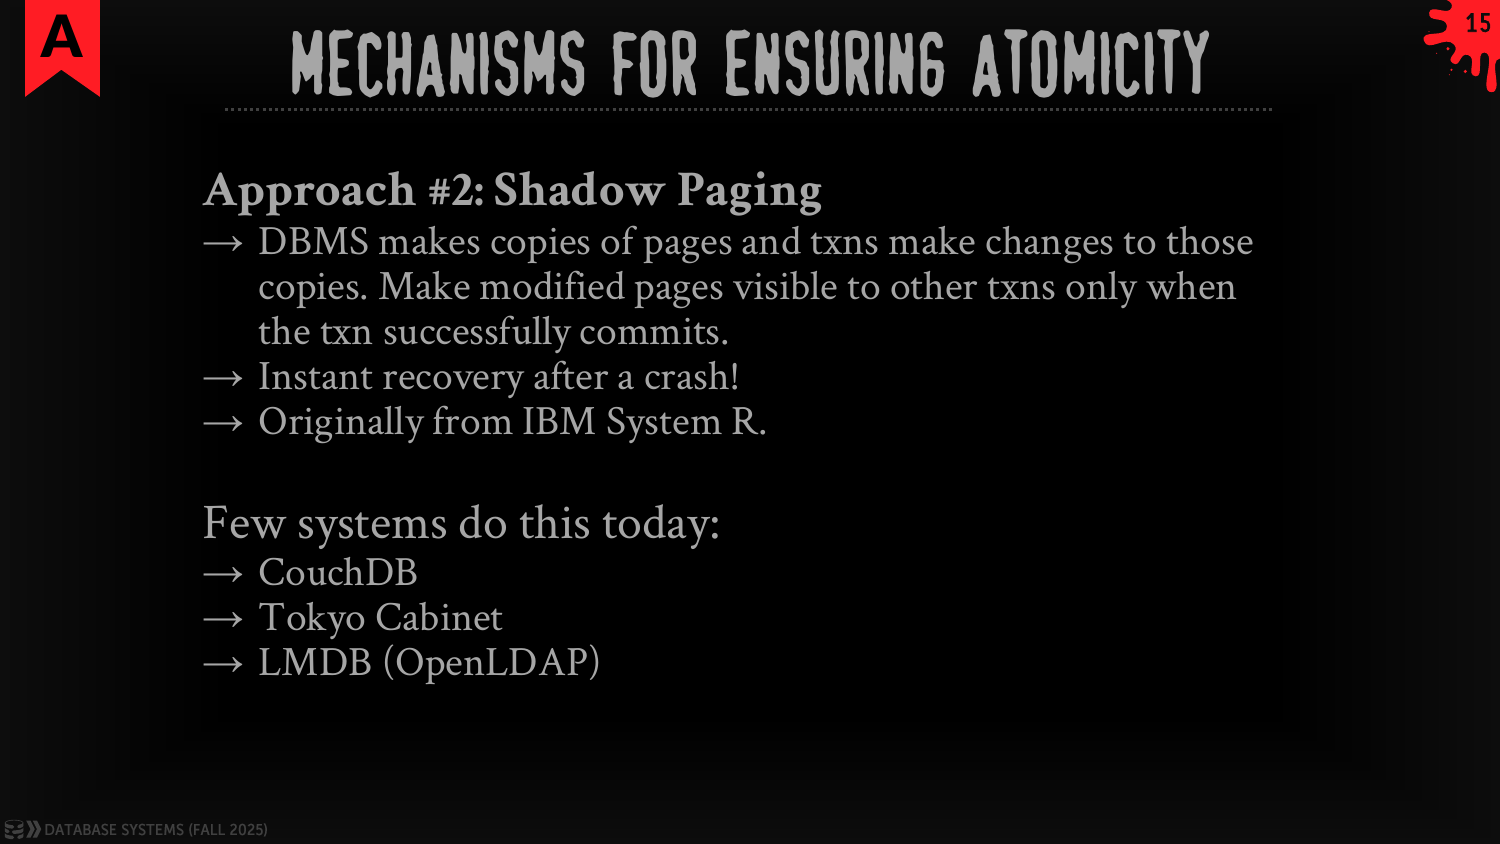 A
MECHANISMS FOR ENSURING ATOMICITY
15
Approach #2: Shadow Paging
→ DBMS makes copies of pages and txns make changes to those
copies. Make modified pages visible to other txns only when
the txn successfully commits.
→ Instant recovery after a crash!
→ Originally from IBM System R.
Few systems do this today:
→ CouchDB
→ Tokyo Cabinet
→ LMDB (OpenLDAP)
DATABASE SYSTEMS (FALL 2025)